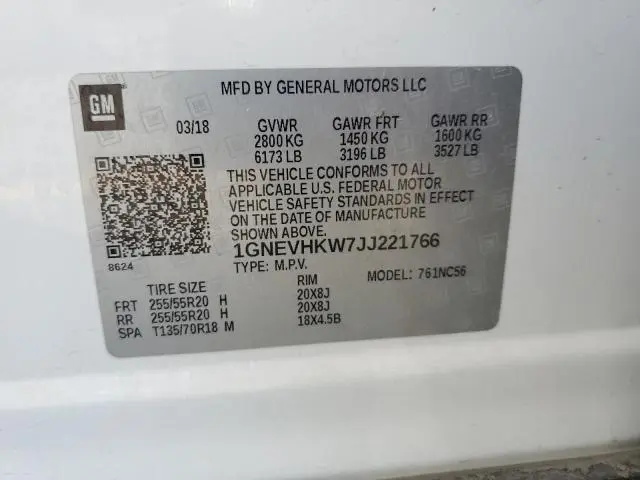 MFD BY GENERAL MOTORS LLC
GM
03/18 GVWR GAWR FRT GAWR RR
2800 KG 1450 KG 1600 KG
6173 LB 3196 LB 3527 LB
THIS VEHICLE CONFORMS TO ALL
APPLICABLE U.S. FEDERAL MOTOR
VEHICLE SAFETY STANDARDS IN EFFECT
ON THE DATE OF MANUFACTURE
SHOWN ABOVE.
1GNEVHKW7JJ221766
8624
TYPE: M.P.V. MODEL: 761NC56
TIRE SIZE RIM
FRT 255/55R20 H 20X8J
RR 255/55R20 H 20X8J
SPA T135/70R18 M 18X4.5B